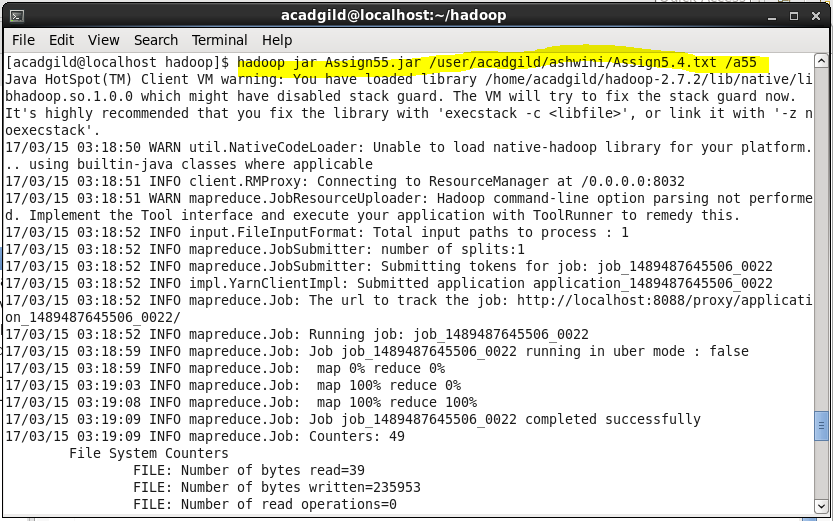 acadgild@localhost:~/hadoop
File Edit View Search Terminal Help
[acadgild@localhost hadoop]$ hadoop jar Assign55.jar /user/acadgild/ashwini/Assign5.4.txt /a55
Java HotSpot(TM) Client VM warning: You have loaded library /home/acadgild/hadoop-2.7.2/lib/native/li
bhadoop.so.1.0.0 which might have disabled stack guard. The VM will try to fix the stack guard now.
It's highly recommended that you fix the library with 'execstack -c <libfile>', or link it with '-z n
oexecstack'.
17/03/15 03:18:50 WARN util.NativeCodeLoader: Unable to load native-hadoop library for your platform.
.. using builtin-java classes where applicable
17/03/15 03:18:51 INFO client.RMProxy: Connecting to ResourceManager at /0.0.0.0:8032
17/03/15 03:18:51 WARN mapreduce.JobResourceUploader: Hadoop command-line option parsing not performe
d. Implement the Tool interface and execute your application with ToolRunner to remedy this.
17/03/15 03:18:52 INFO input.FileInputFormat: Total input paths to process : 1
17/03/15 03:18:52 INFO mapreduce.JobSubmitter: number of splits:1
17/03/15 03:18:52 INFO mapreduce.JobSubmitter: Submitting tokens for job: job_1489487645506_0022
17/03/15 03:18:52 INFO impl.YarnClientImpl: Submitted application application_1489487645506_0022
17/03/15 03:18:52 INFO mapreduce.Job: The url to track the job: http://localhost:8088/proxy/applicati
on_1489487645506_0022/
17/03/15 03:18:52 INFO mapreduce.Job: Running job: job_1489487645506_0022
17/03/15 03:18:59 INFO mapreduce.Job: Job job_1489487645506_0022 running in uber mode : false
17/03/15 03:18:59 INFO mapreduce.Job:  map 0% reduce 0%
17/03/15 03:19:03 INFO mapreduce.Job:  map 100% reduce 0%
17/03/15 03:19:08 INFO mapreduce.Job:  map 100% reduce 100%
17/03/15 03:19:09 INFO mapreduce.Job: Job job_1489487645506_0022 completed successfully
17/03/15 03:19:09 INFO mapreduce.Job: Counters: 49
File System Counters
FILE: Number of bytes read=39
FILE: Number of bytes written=235953
FILE: Number of read operations=0